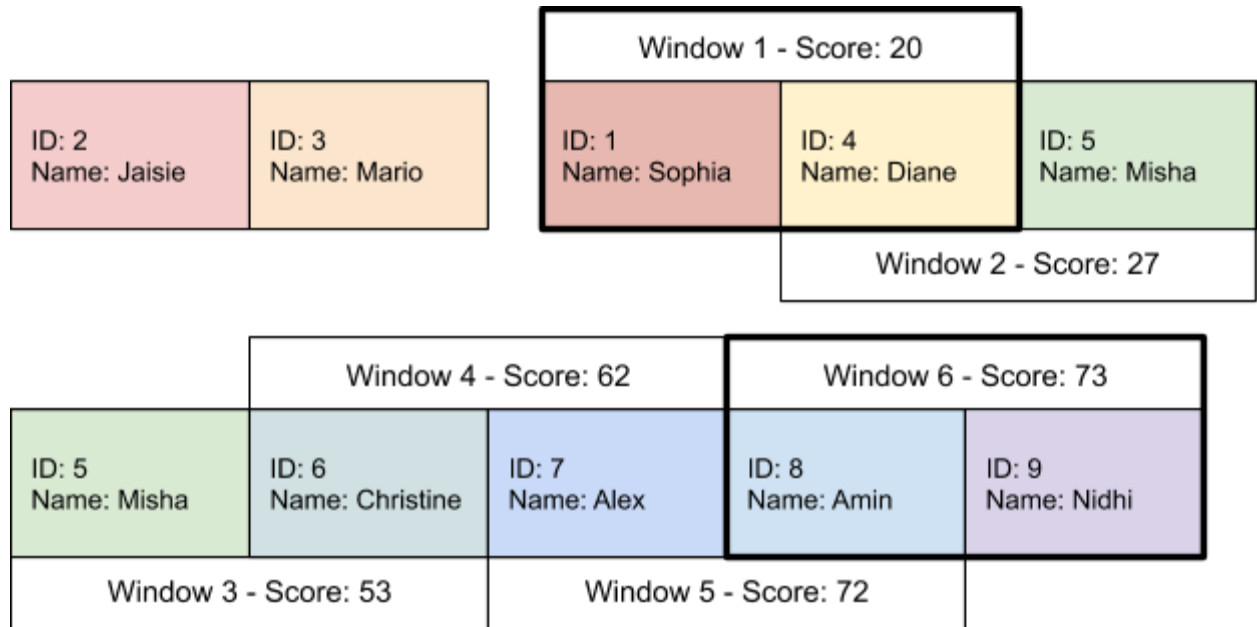 Window 1 - Score: 20
ID: 2
Name: Jaisie
ID: 3
Name: Mario
ID: 1
Name: Sophia
ID: 4
Name: Diane
ID: 5
Name: Misha
Window 2 - Score: 27
Window 4 - Score: 62
Window 6 - Score: 73
ID: 5
Name: Misha
ID: 6
Name: Christine
ID: 7
Name: Alex
ID: 8
Name: Amin
ID: 9
Name: Nidhi
Window 3 - Score: 53
Window 5 - Score: 72